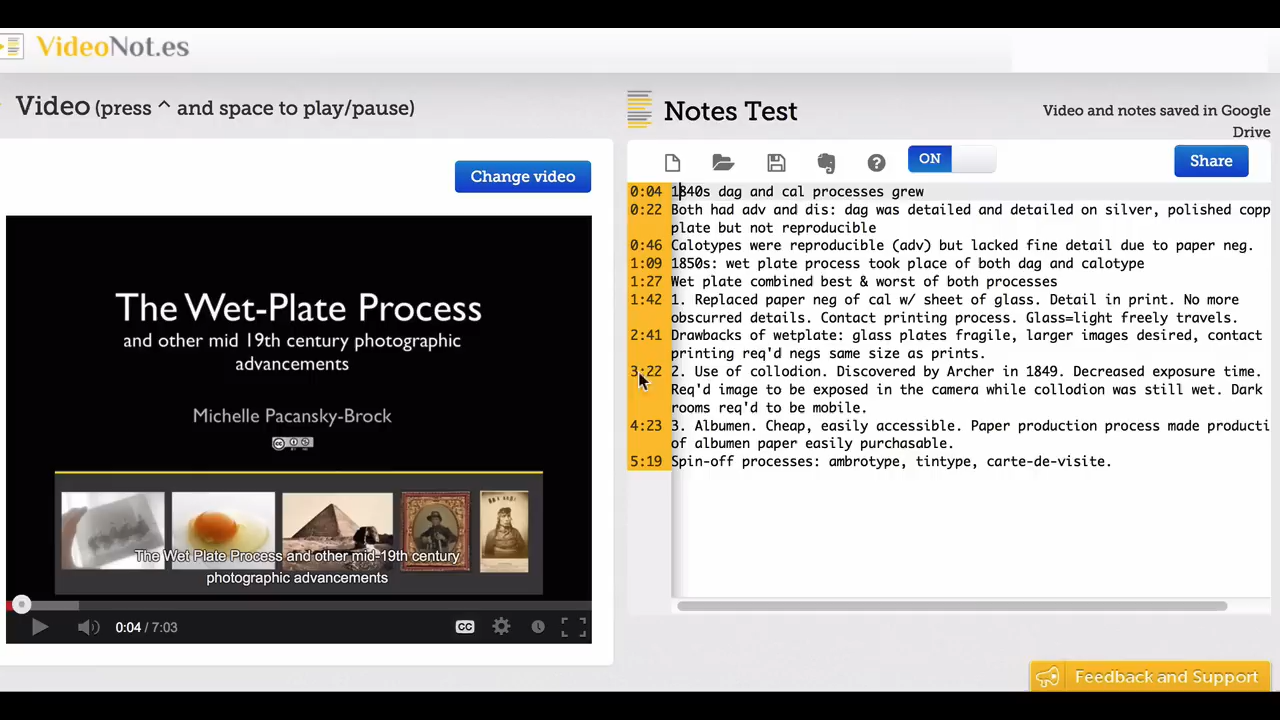 VideoNot.es
Video (press ^ and space to play/pause)
Change video
The Wet-Plate Process
and other mid 19th century photographic
advancements
Michelle Pacansky-Brock
The Wet Plate Process and other mid-19th century
photographic advancements
0:04 / 7:03
CC
Notes Test
Video and notes saved in Google
Drive
ON
Share
0:04 1840s dag and cal processes grew
0:22 Both had adv and dis: dag was detailed and detailed on silver, polished copp
plate but not reproducible
0:46 Calotypes were reproducible (adv) but lacked fine detail due to paper neg.
1:09 1850s: wet plate process took place of both dag and calotype
1:27 Wet plate combined best & worst of both processes
1:42 1. Replaced paper neg of cal w/ sheet of glass. Detail in print. No more
obscurred details. Contact printing process. Glass=light freely travels.
2:41 Drawbacks of wetplate: glass plates fragile, larger images desired, contact
printing req'd negs same size as prints.
3:22 2. Use of collodion. Discovered by Archer in 1849. Decreased exposure time.
Req'd image to be exposed in the camera while collodion was still wet. Dark
rooms req'd to be mobile.
4:23 3. Albumen. Cheap, easily accessible. Paper production process made producti
of albumen paper easily purchasable.
5:19 Spin-off processes: ambrotype, tintype, carte-de-visite.
Feedback and Support